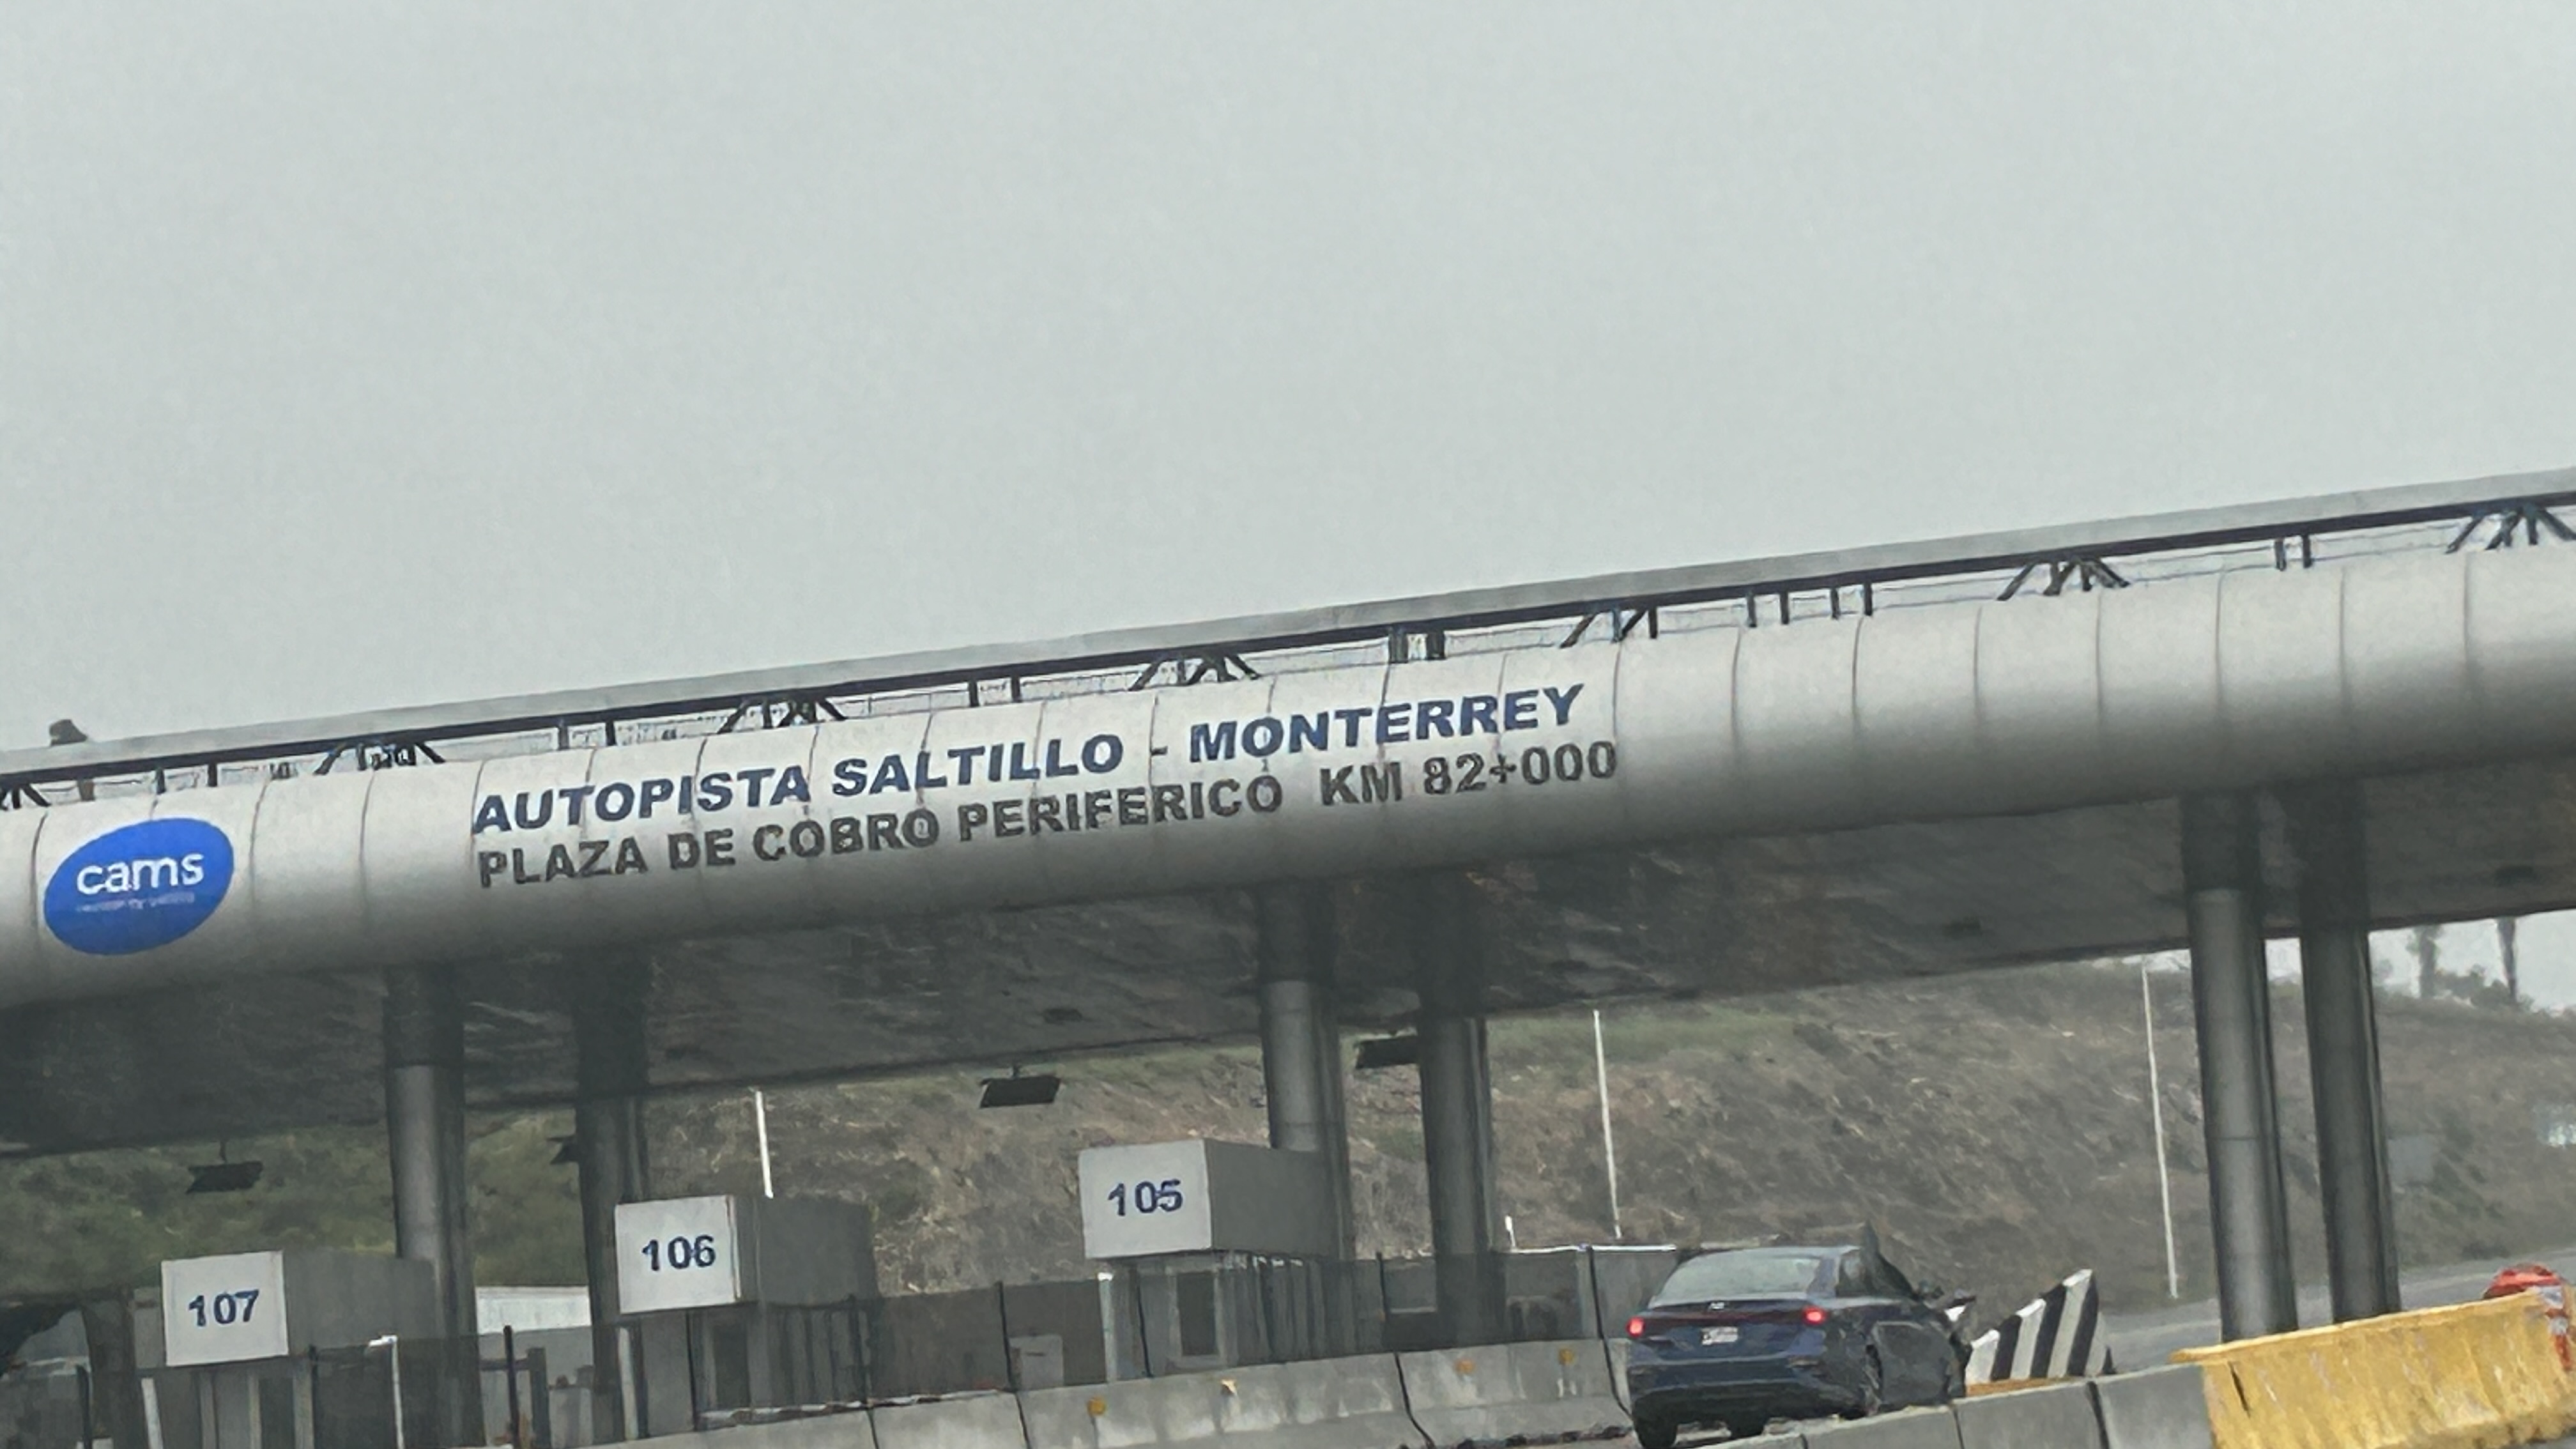 AUTOPISTA SALTILLO - MONTERREY
PLAZA DE COBRO PERIFERICO KM 82+000
cams
105
106
107